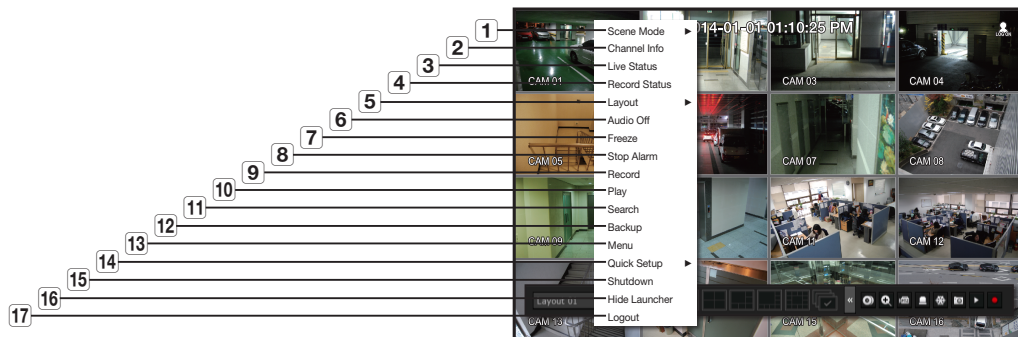 1 Scene Mode ▶
2 Channel Info
3 Live Status
4 Record Status
5 Layout ▶
6 Audio Off
7 Freeze
8 Stop Alarm
9 Record
10 Play
11 Search
12 Backup
13 Menu
14 Quick Setup ▶
15 Shutdown
16 Hide Launcher
17 Logout
14-01-01 01:10:25 PM
LOG ON
CAM 01
CAM 03
CAM 04
CAM 05
CAM 07
CAM 08
CAM 09
CAM 11
CAM 12
Layout 01
CAM 13
CAM 15
CAM 16